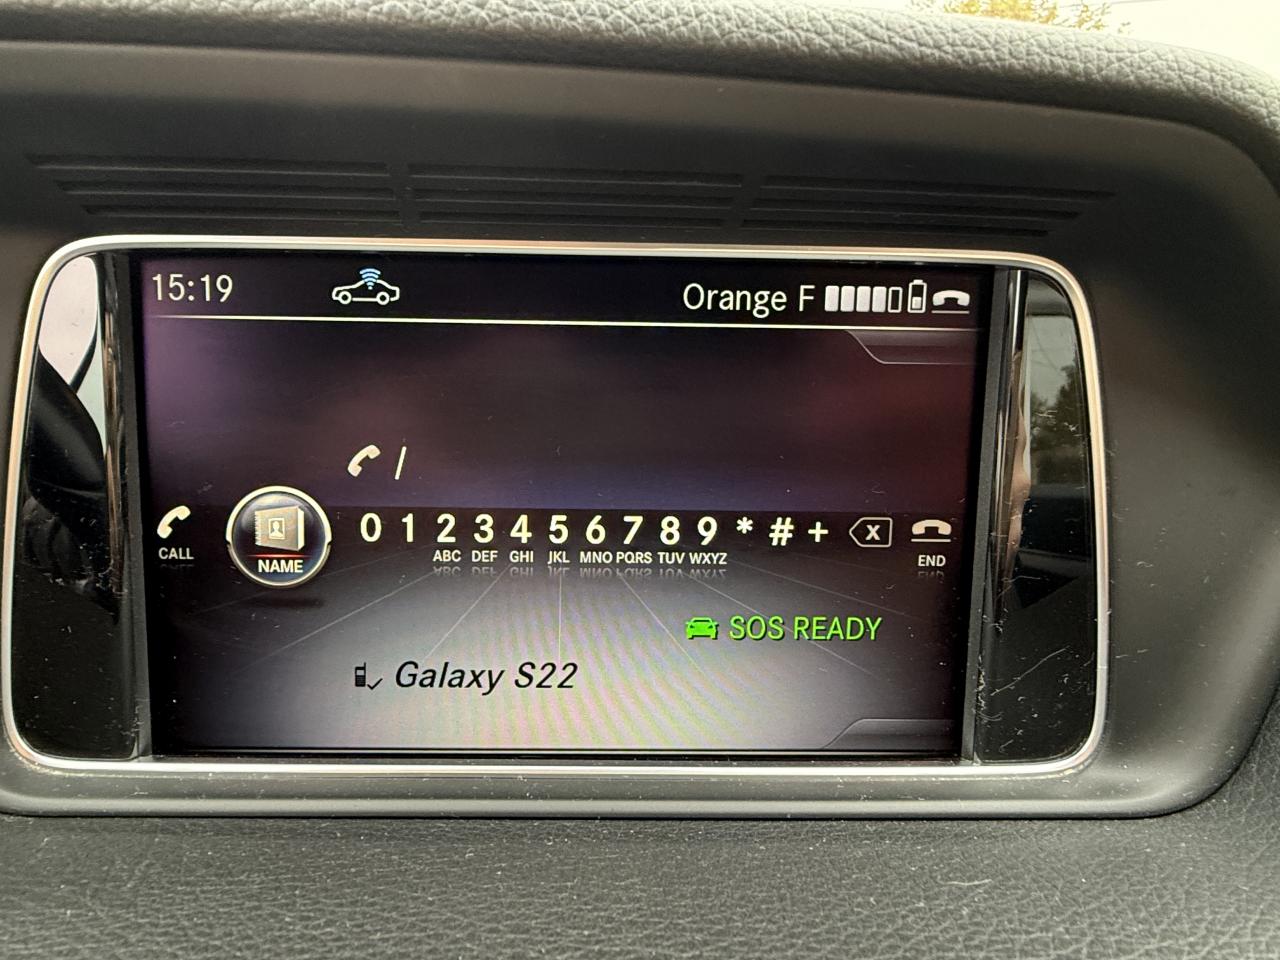 15:19 Orange F
/
CALL NAME 0 1 2 3 4 5 6 7 8 9 * # + X END
ABC DEF GHI JKL MNO PQRS TUV WXYZ
SOS READY
Galaxy S22